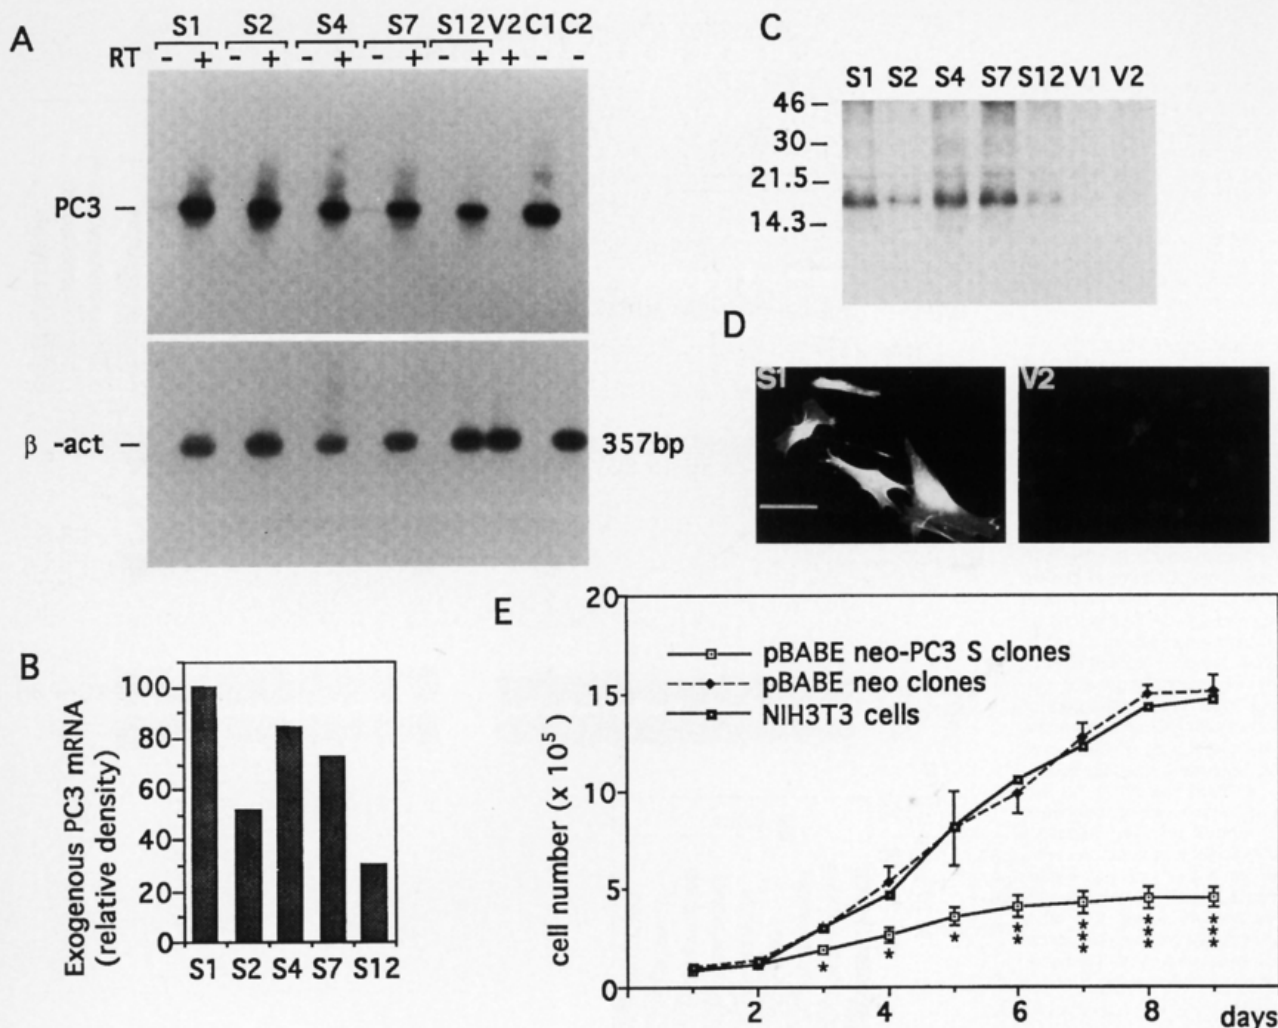 A
S1 S2 S4 S7 S12 V2 C1 C2
RT - + - + - + - + - + + - -
PC3 –
β -act –
357bp
B
Exogenous PC3 mRNA
(relative density)
100
80
60
40
20
0
S1 S2 S4 S7 S12
C
S1 S2 S4 S7 S12 V1 V2
46 –
30 –
21.5 –
14.3 –
D
S1
V2
E
cell number (x 10⁵)
20
15
10
5
0
pBABE neo-PC3 S clones
pBABE neo clones
NIH3T3 cells
* * * ** *** *** ***
2 4 6 8 days